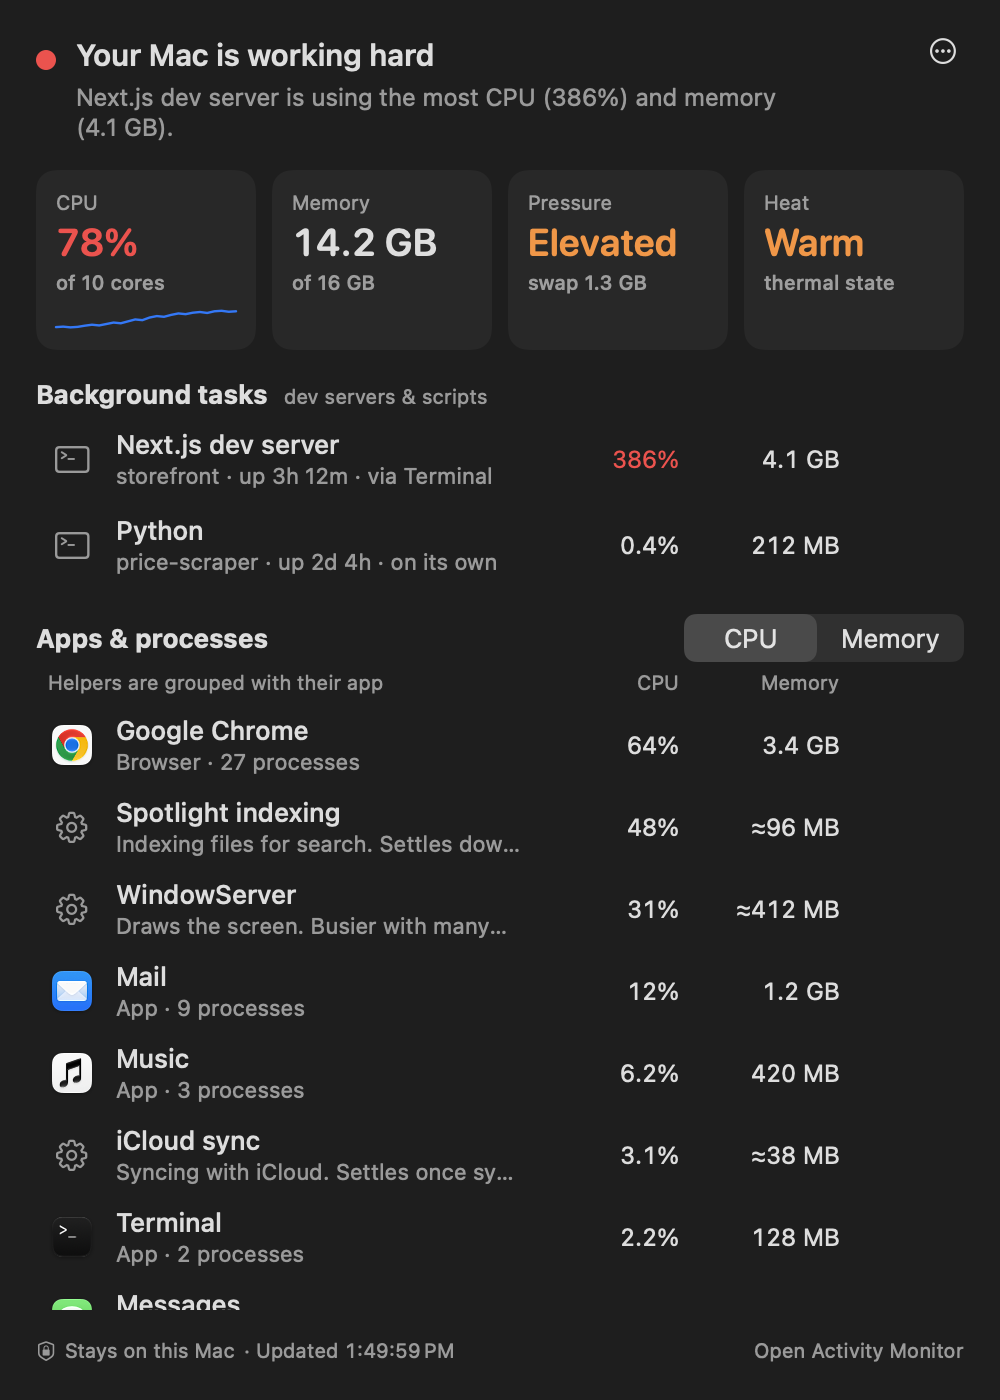 Your Mac is working hard
Next.js dev server is using the most CPU (386%) and memory
(4.1 GB).
CPU
78%
of 10 cores
Memory
14.2 GB
of 16 GB
Pressure
Elevated
swap 1.3 GB
Heat
Warm
thermal state
Background tasks dev servers & scripts
Next.js dev server
storefront · up 3h 12m · via Terminal
386% 4.1 GB
Python
price-scraper · up 2d 4h · on its own
0.4% 212 MB
Apps & processes
CPU Memory
Helpers are grouped with their app
CPU Memory
Google Chrome
Browser · 27 processes
64% 3.4 GB
Spotlight indexing
Indexing files for search. Settles dow...
48% ≈96 MB
WindowServer
Draws the screen. Busier with many...
31% ≈412 MB
Mail
App · 9 processes
12% 1.2 GB
Music
App · 3 processes
6.2% 420 MB
iCloud sync
Syncing with iCloud. Settles once sy...
3.1% ≈38 MB
Terminal
App · 2 processes
2.2% 128 MB
Messages
Stays on this Mac · Updated 1:49:59 PM
Open Activity Monitor